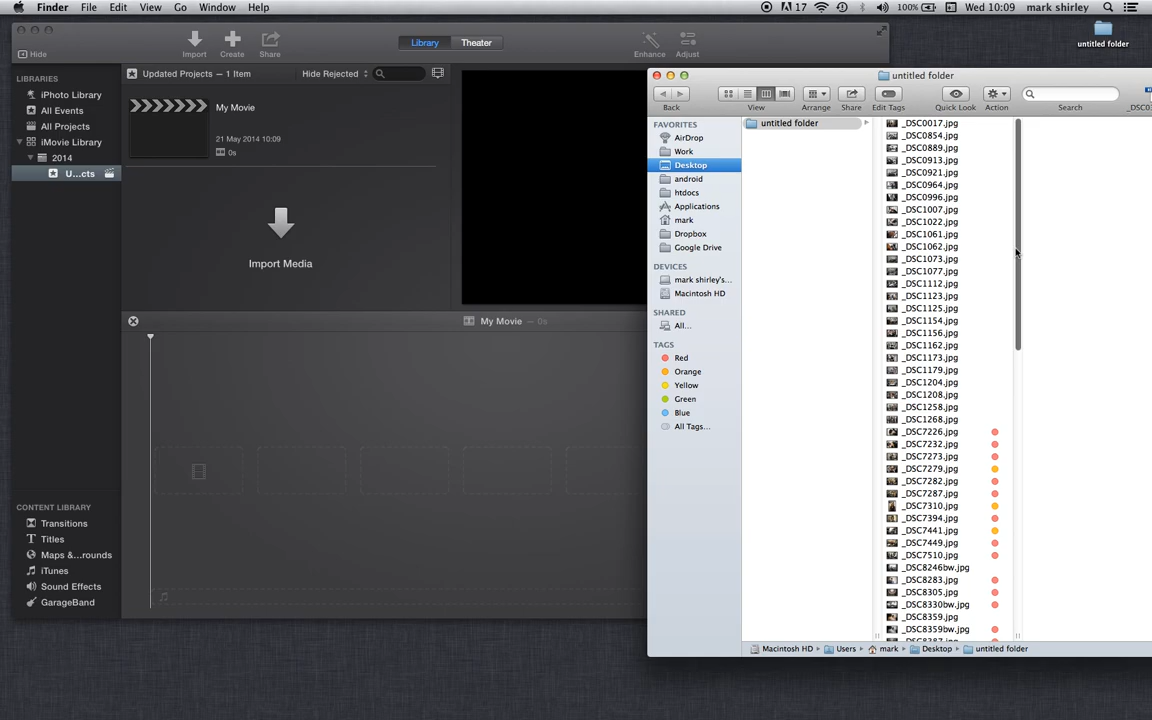 Finder File Edit View Go Window Help 17 100% Wed 10:09 mark shirley
untitled folder
Hide Import Create Share Library Theater Enhance Adjust
LIBRARIES
iPhoto Library
All Events
All Projects
iMovie Library
2014
U...cts
CONTENT LIBRARY
Transitions
Titles
Maps &...rounds
iTunes
Sound Effects
GarageBand
Updated Projects — 1 Item Hide Rejected
My Movie
21 May 2014 10:09
0s
Import Media
My Movie — 0s
untitled folder
Back View Arrange Share Edit Tags Quick Look Action Search
FAVORITES
AirDrop
Work
Desktop
android
htdocs
Applications
mark
Dropbox
Google Drive
DEVICES
mark shirley's...
Macintosh HD
SHARED
All...
TAGS
Red
Orange
Yellow
Green
Blue
All Tags...
untitled folder
_DSC0017.jpg
_DSC0854.jpg
_DSC0889.jpg
_DSC0913.jpg
_DSC0921.jpg
_DSC0964.jpg
_DSC0996.jpg
_DSC1007.jpg
_DSC1022.jpg
_DSC1061.jpg
_DSC1062.jpg
_DSC1073.jpg
_DSC1077.jpg
_DSC1112.jpg
_DSC1123.jpg
_DSC1125.jpg
_DSC1154.jpg
_DSC1156.jpg
_DSC1162.jpg
_DSC1173.jpg
_DSC1179.jpg
_DSC1204.jpg
_DSC1208.jpg
_DSC1258.jpg
_DSC1268.jpg
_DSC7226.jpg
_DSC7232.jpg
_DSC7273.jpg
_DSC7279.jpg
_DSC7282.jpg
_DSC7287.jpg
_DSC7310.jpg
_DSC7394.jpg
_DSC7441.jpg
_DSC7449.jpg
_DSC7510.jpg
_DSC8246bw.jpg
_DSC8283.jpg
_DSC8305.jpg
_DSC8330bw.jpg
_DSC8359.jpg
_DSC8359bw.jpg
Macintosh HD Users mark Desktop untitled folder